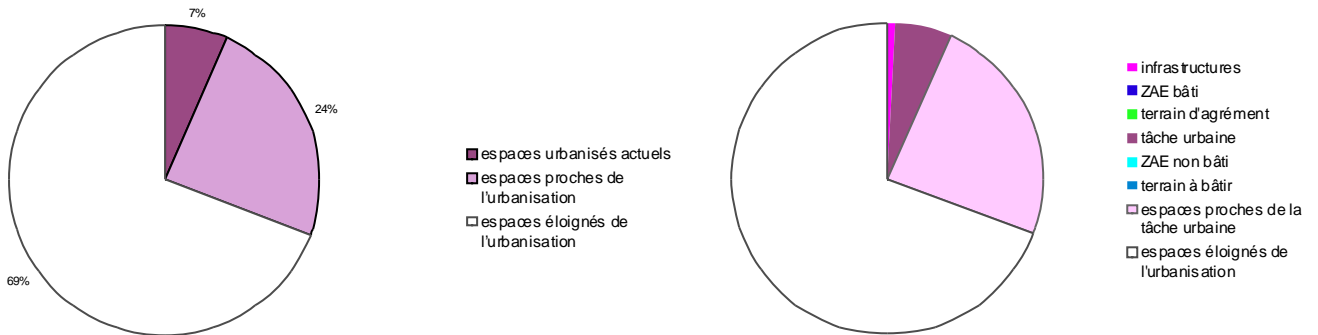 7%
24%
69%
espaces urbanisés actuels
espaces proches de
l'urbanisation
espaces éloignés de
l'urbanisation
infrastructures
ZAE bâti
terrain d'agrément
tâche urbaine
ZAE non bâti
terrain à bâtir
espaces proches de la
tâche urbaine
espaces éloignés de
l'urbanisation